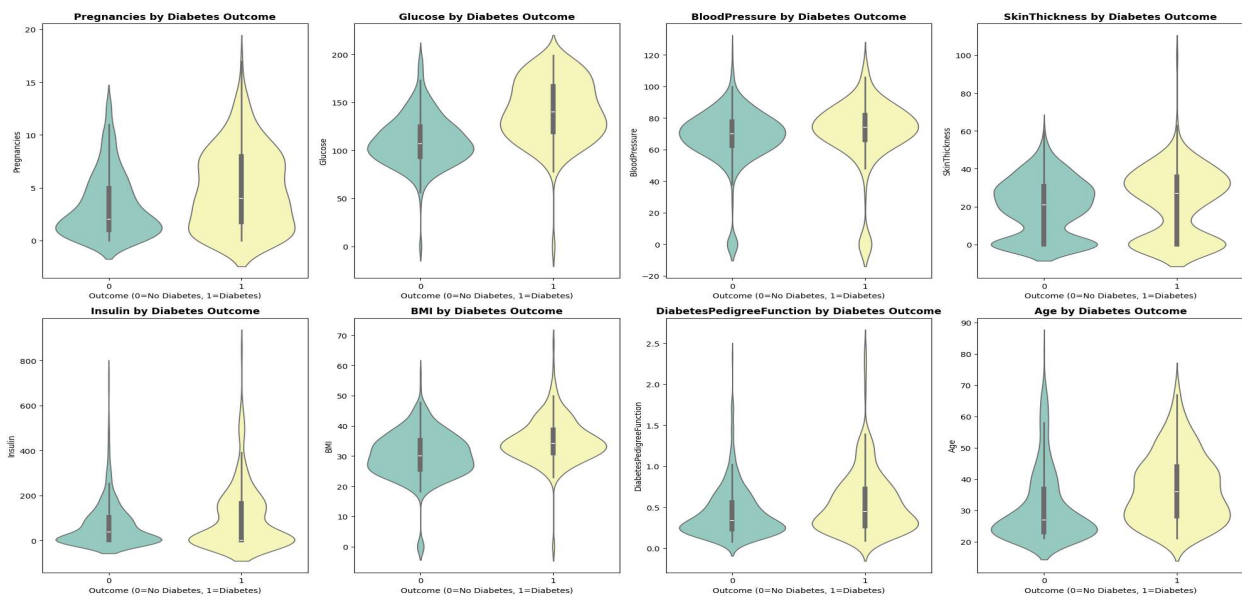 Pregnancies by Diabetes Outcome
20
15
10
5
0
Pregnancies
0
1
Outcome (0=No Diabetes, 1=Diabetes)
Glucose by Diabetes Outcome
200
150
100
50
0
Glucose
0
1
Outcome (0=No Diabetes, 1=Diabetes)
BloodPressure by Diabetes Outcome
120
100
80
60
40
20
0
−20
BloodPressure
0
1
Outcome (0=No Diabetes, 1=Diabetes)
SkinThickness by Diabetes Outcome
100
80
60
40
20
0
SkinThickness
0
1
Outcome (0=No Diabetes, 1=Diabetes)
Insulin by Diabetes Outcome
800
600
400
200
0
Insulin
0
1
Outcome (0=No Diabetes, 1=Diabetes)
BMI by Diabetes Outcome
70
60
50
40
30
20
10
0
BMI
0
1
Outcome (0=No Diabetes, 1=Diabetes)
DiabetesPedigreeFunction by Diabetes Outcome
2.5
2.0
1.5
1.0
0.5
0.0
DiabetesPedigreeFunction
0
1
Outcome (0=No Diabetes, 1=Diabetes)
Age by Diabetes Outcome
90
80
70
60
50
40
30
20
Age
0
1
Outcome (0=No Diabetes, 1=Diabetes)